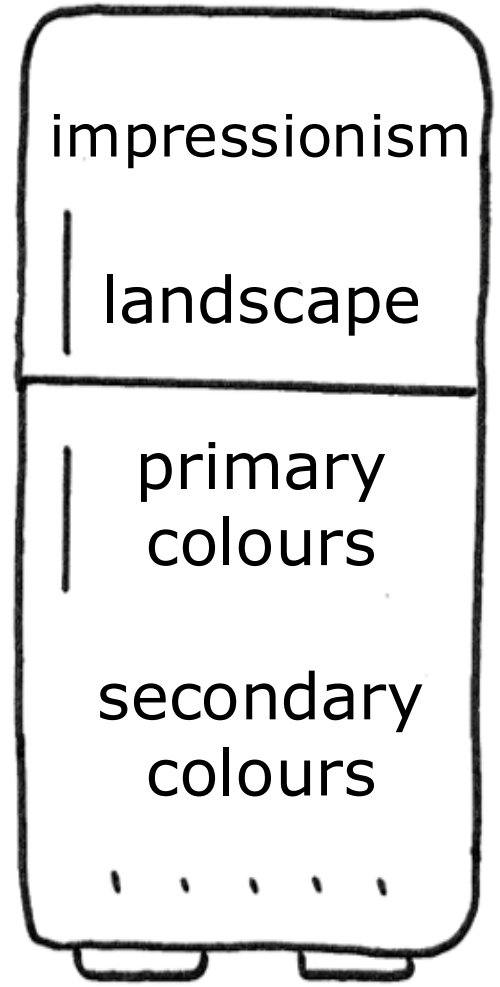 impressionism
landscape
primary
colours
secondary
colours